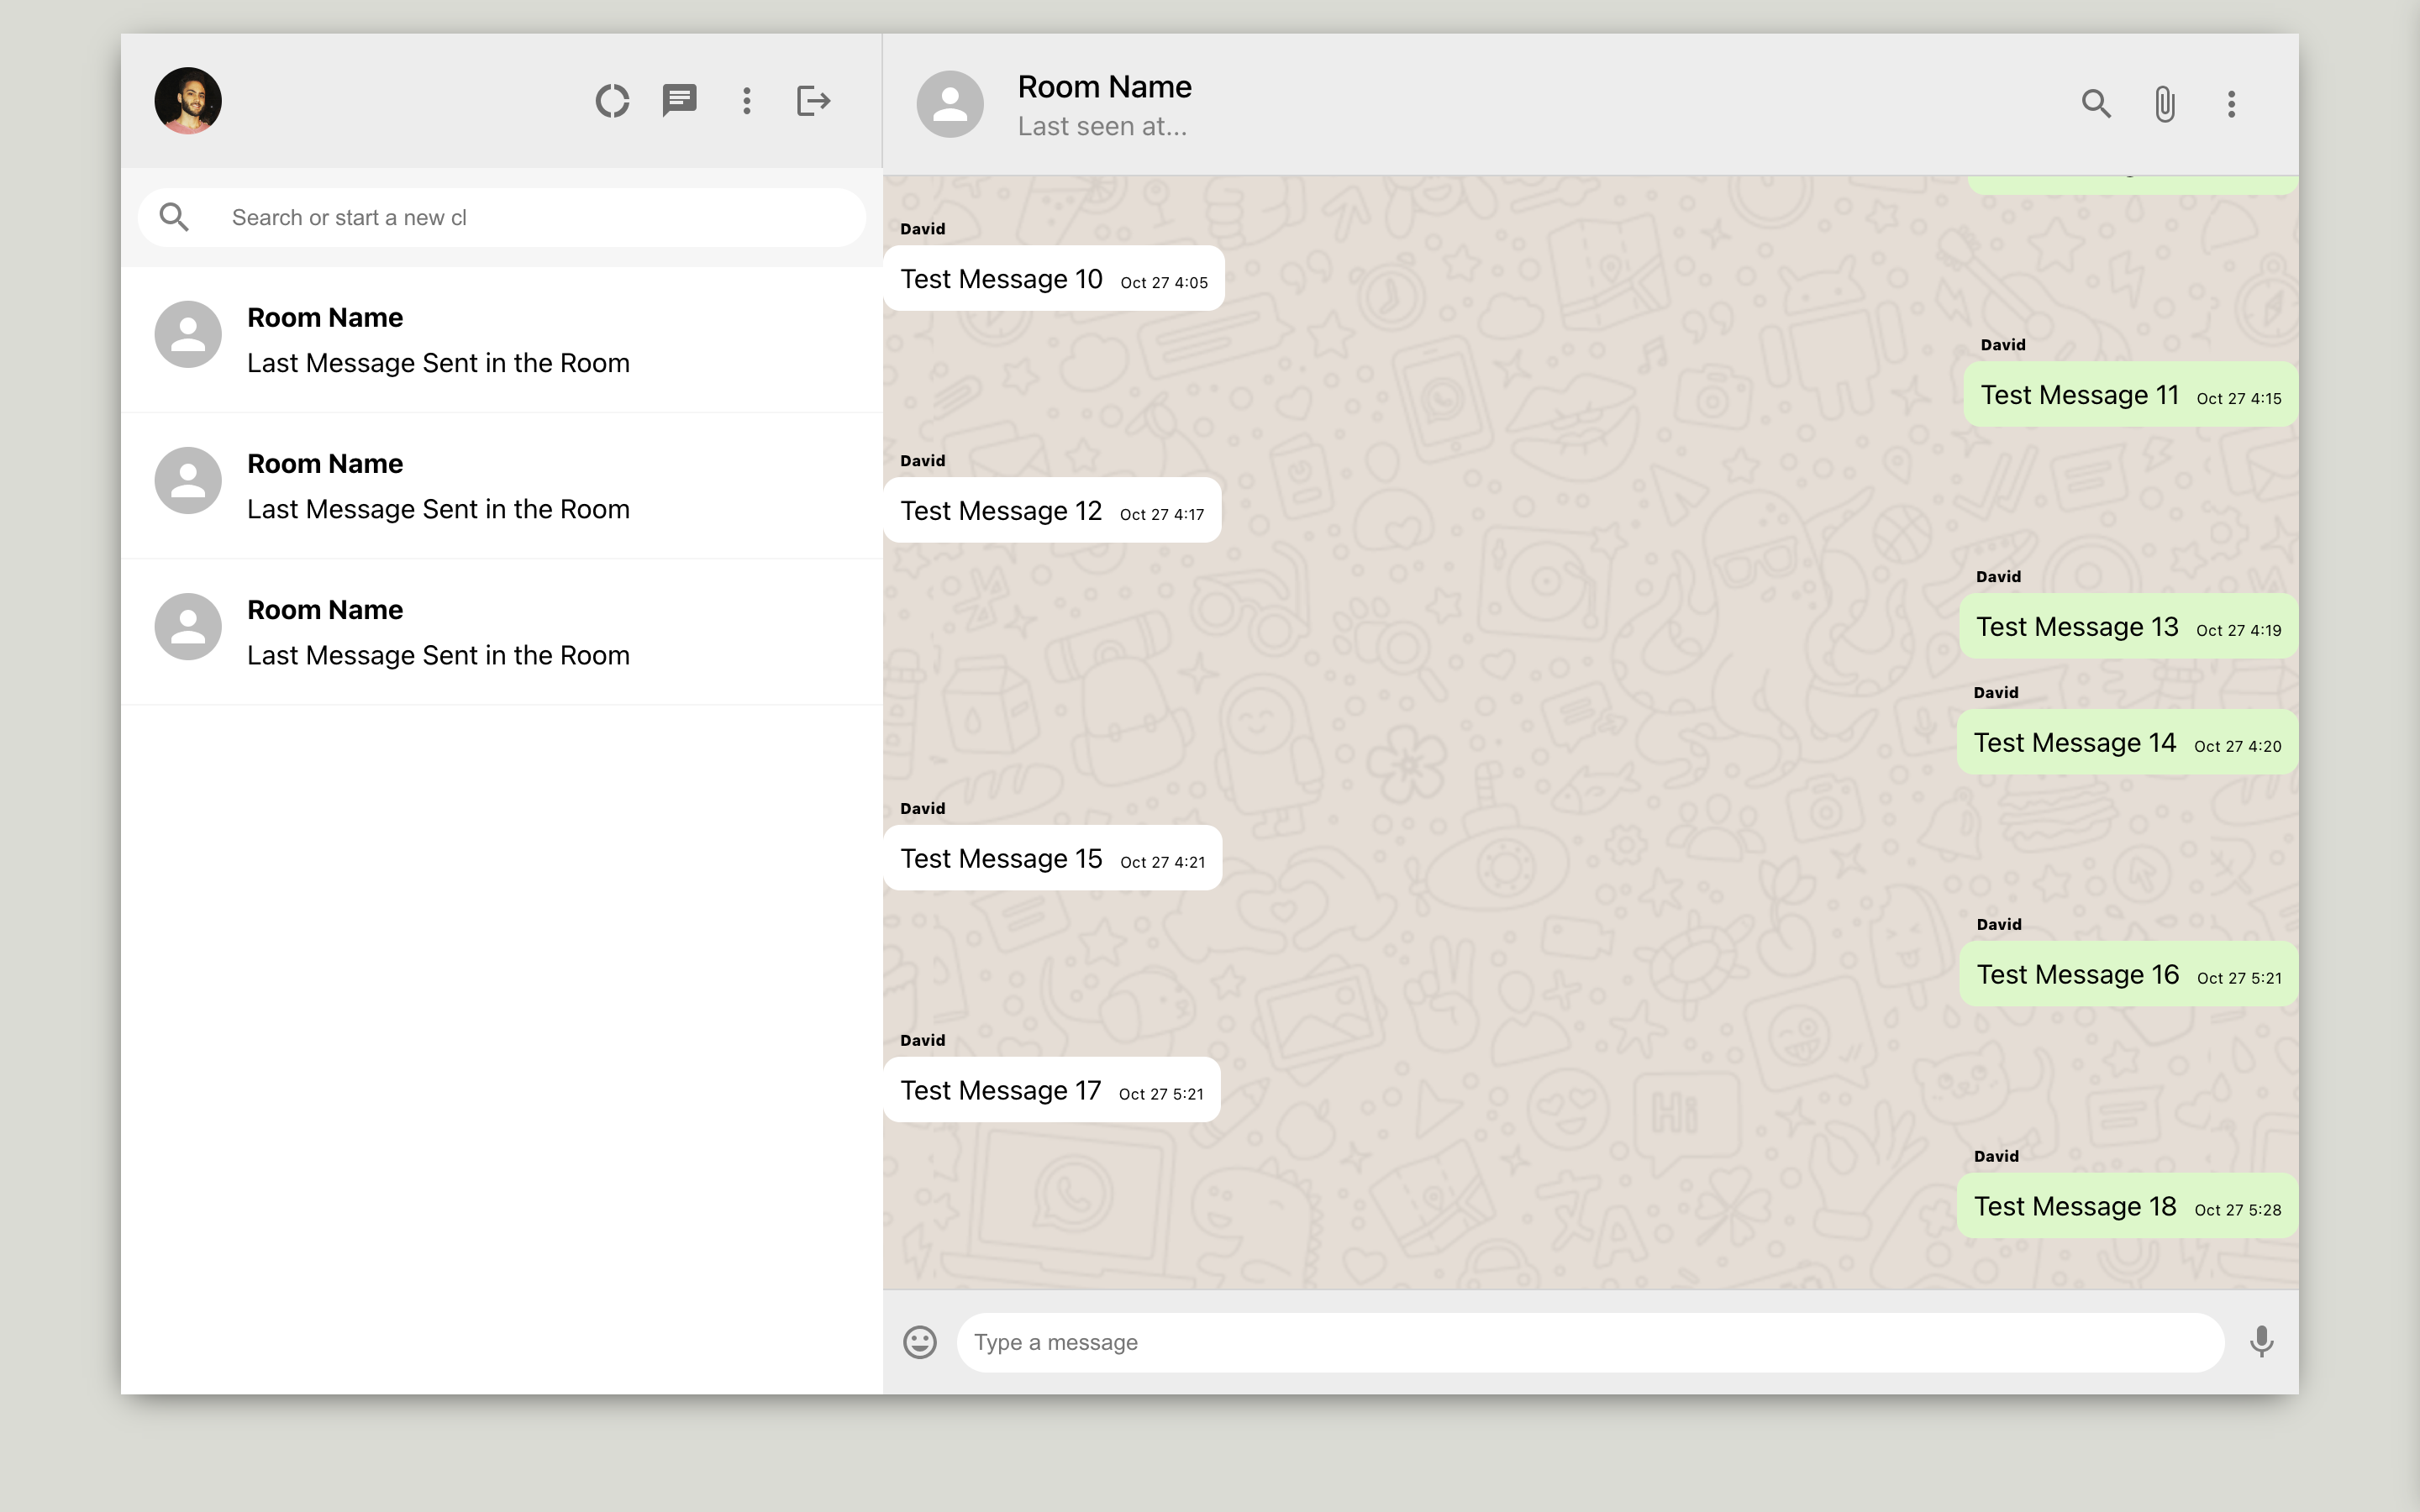 Room Name
Last seen at...
Search or start a new cl
Room Name
Last Message Sent in the Room
Room Name
Last Message Sent in the Room
Room Name
Last Message Sent in the Room
David
Test Message 10 Oct 27 4:05
David
Test Message 11 Oct 27 4:15
David
Test Message 12 Oct 27 4:17
David
Test Message 13 Oct 27 4:19
David
Test Message 14 Oct 27 4:20
David
Test Message 15 Oct 27 4:21
David
Test Message 16 Oct 27 5:21
David
Test Message 17 Oct 27 5:21
Hi
David
Test Message 18 Oct 27 5:28
Type a message